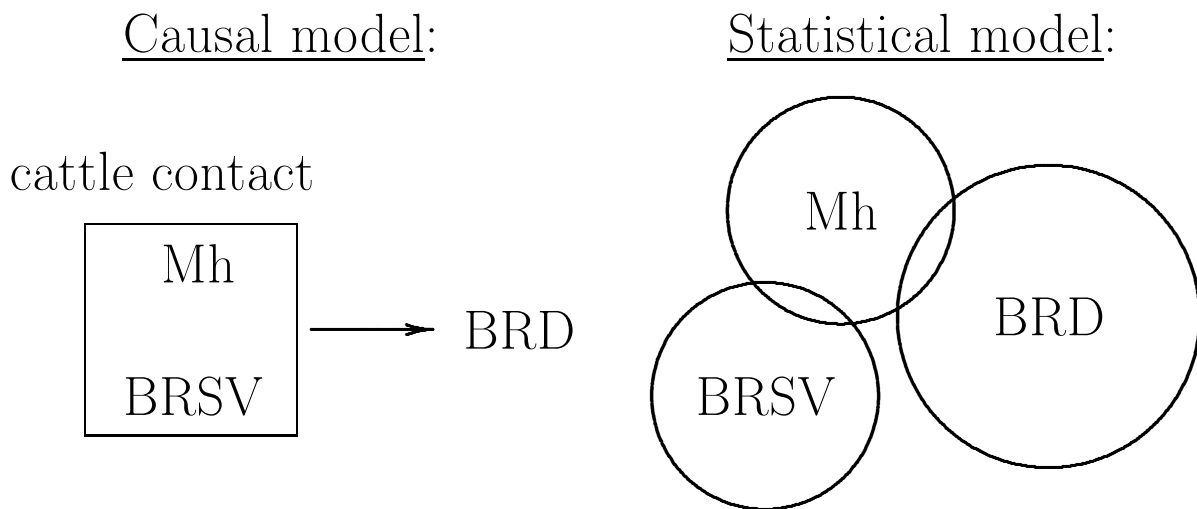 Causal model:
cattle contact
Mh
BRSV
BRD
Statistical model:
Mh
BRSV
BRD